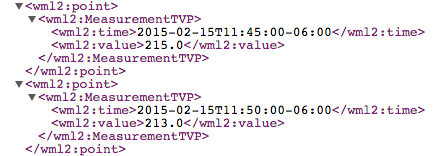 ▼<wml2:point>
▼<wml2:MeasurementTVP>
<wml2:time>2015-02-15T11:45:00-06:00</wml2:time>
<wml2:value>215.0</wml2:value>
</wml2:MeasurementTVP>
</wml2:point>
▼<wml2:point>
▼<wml2:MeasurementTVP>
<wml2:time>2015-02-15T11:50:00-06:00</wml2:time>
<wml2:value>213.0</wml2:value>
</wml2:MeasurementTVP>
</wml2:point>